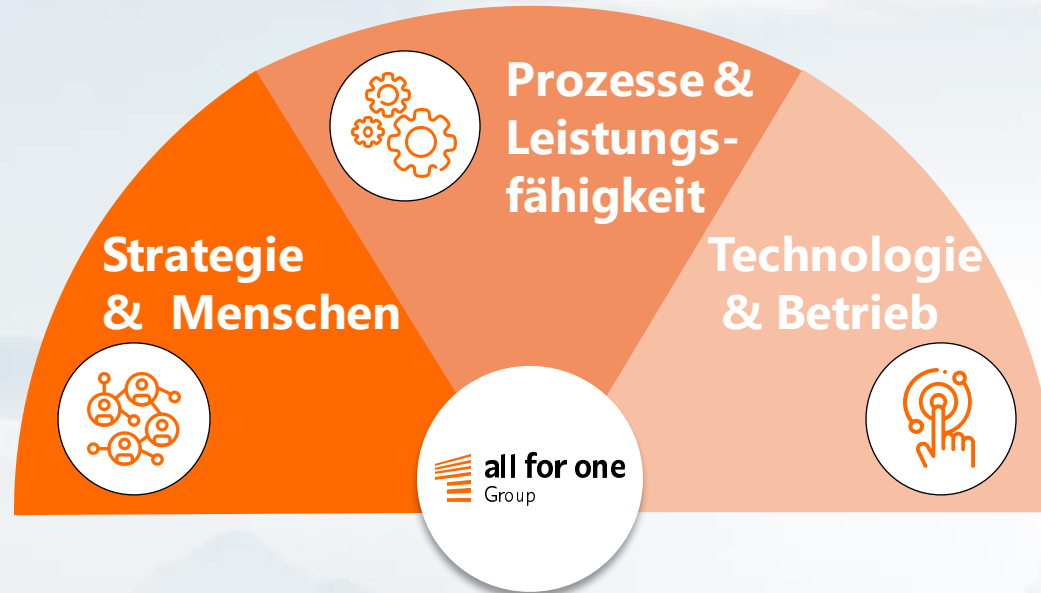 Strategie
& Menschen
Prozesse &
Leistungs-
fähigkeit
Technologie
& Betrieb
all for one
Group